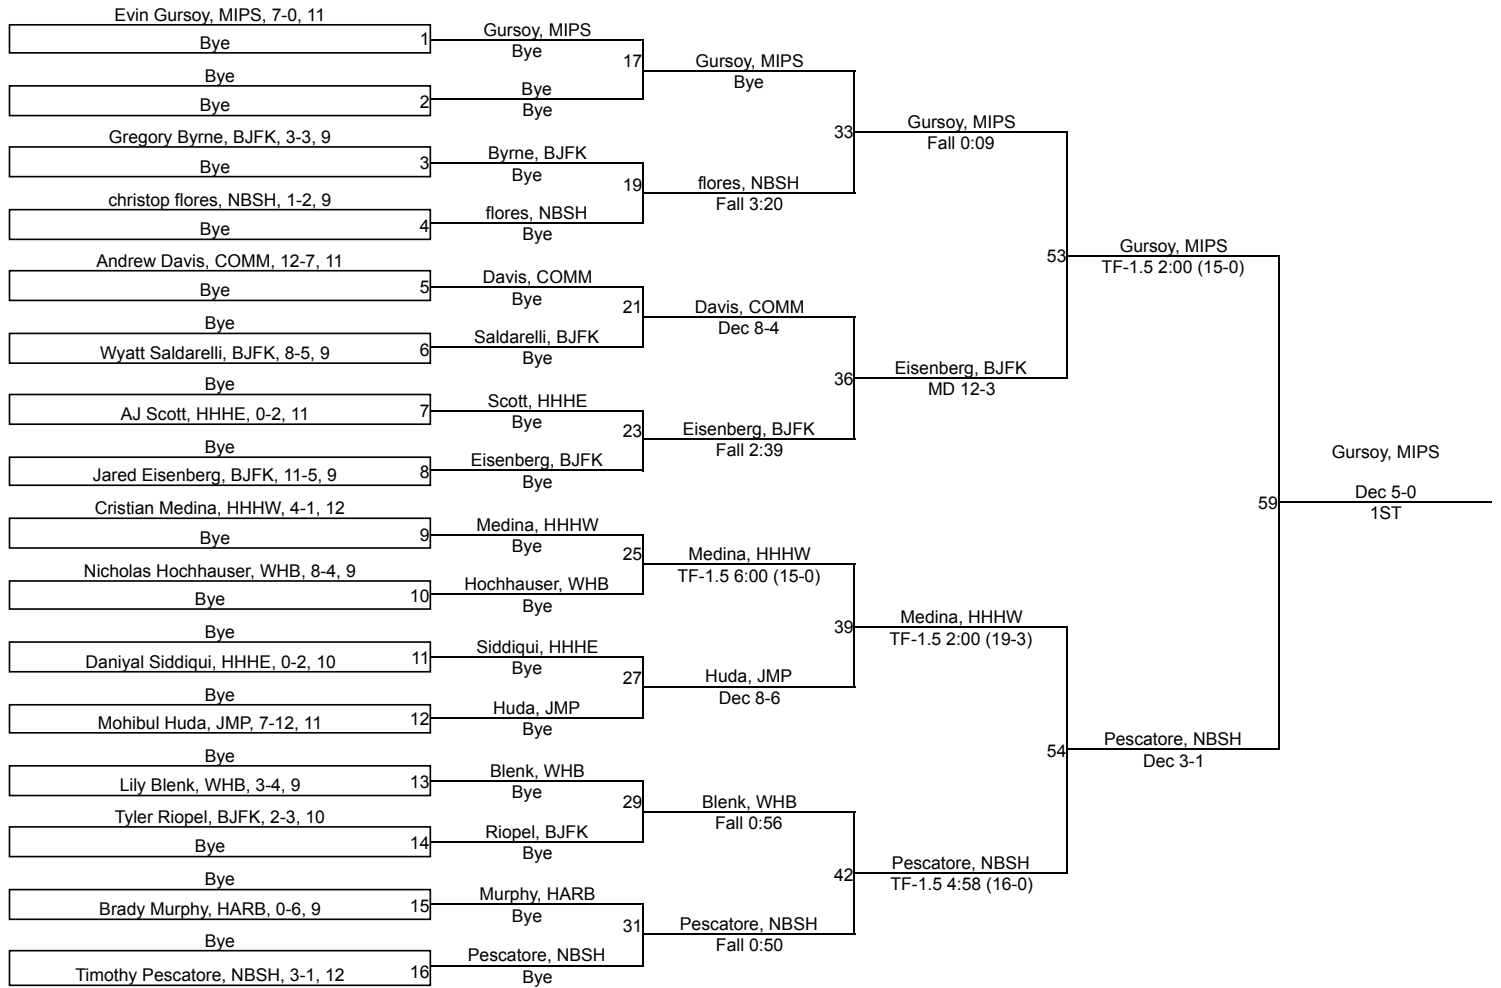 Evin Gursoy, MIPS, 7-0, 11
Bye
1
Bye
Bye
2
Gregory Byrne, BJFK, 3-3, 9
Bye
3
christop flores, NBSH, 1-2, 9
Bye
4
Andrew Davis, COMM, 12-7, 11
Bye
5
Bye
Wyatt Saldarelli, BJFK, 8-5, 9
6
Bye
AJ Scott, HHHE, 0-2, 11
7
Bye
Jared Eisenberg, BJFK, 11-5, 9
8
Cristian Medina, HHHW, 4-1, 12
Bye
9
Nicholas Hochhauser, WHB, 8-4, 9
Bye
10
Bye
Daniyal Siddiqui, HHHE, 0-2, 10
11
Bye
Mohibul Huda, JMP, 7-12, 11
12
Bye
Lily Blenk, WHB, 3-4, 9
13
Tyler Riopel, BJFK, 2-3, 10
Bye
14
Bye
Brady Murphy, HARB, 0-6, 9
15
Bye
Timothy Pescatore, NBSH, 3-1, 12
16
Gursoy, MIPS
Bye
17
Bye
Bye
Byrne, BJFK
Bye
19
flores, NBSH
Bye
Davis, COMM
Bye
21
Saldarelli, BJFK
Bye
Scott, HHHE
Bye
23
Eisenberg, BJFK
Bye
Medina, HHHW
Bye
25
Hochhauser, WHB
Bye
Siddiqui, HHHE
Bye
27
Huda, JMP
Bye
Blenk, WHB
Bye
29
Riopel, BJFK
Bye
Murphy, HARB
Bye
31
Pescatore, NBSH
Bye
Gursoy, MIPS
Bye
33
flores, NBSH
Fall 3:20
Davis, COMM
Dec 8-4
36
Eisenberg, BJFK
Fall 2:39
Medina, HHHW
TF-1.5 6:00 (15-0)
39
Huda, JMP
Dec 8-6
Blenk, WHB
Fall 0:56
42
Pescatore, NBSH
Fall 0:50
Gursoy, MIPS
Fall 0:09
53
Eisenberg, BJFK
MD 12-3
Medina, HHHW
TF-1.5 2:00 (19-3)
54
Pescatore, NBSH
TF-1.5 4:58 (16-0)
Gursoy, MIPS
TF-1.5 2:00 (15-0)
59
Pescatore, NBSH
Dec 3-1
Gursoy, MIPS
Dec 5-0
1ST